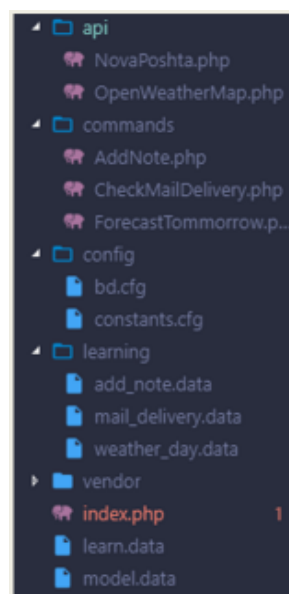 api
NovaPoshta.php
OpenWeatherMap.php
commands
AddNote.php
CheckMailDelivery.php
ForecastTommorrow.p...
config
bd.cfg
constants.cfg
learning
add_note.data
mail_delivery.data
weather_day.data
vendor
index.php 1
learn.data
model.data